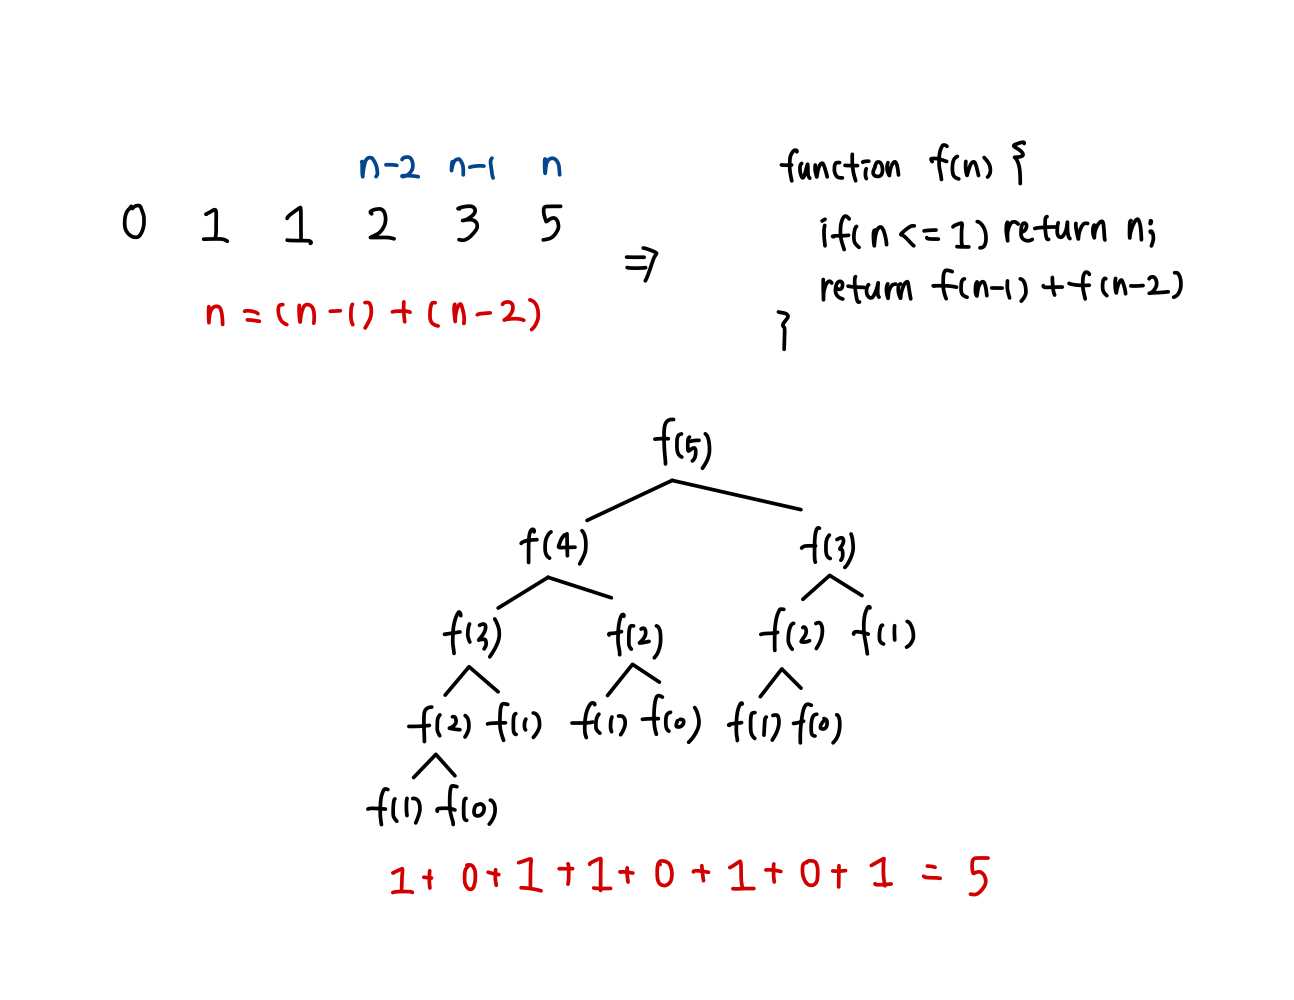 n-2 n-1 n
0 1 1 2 3 5
n = (n-1) + (n-2)
⇒
function f(n) {
if(n <= 1) return n;
return f(n-1) + f(n-2)
}
f(5)
f(4) f(3)
f(3) f(2) f(2) f(1)
f(2) f(1) f(1) f(0) f(1) f(0)
f(1) f(0)
1 + 0 + 1 + 1 + 0 + 1 + 0 + 1 = 5